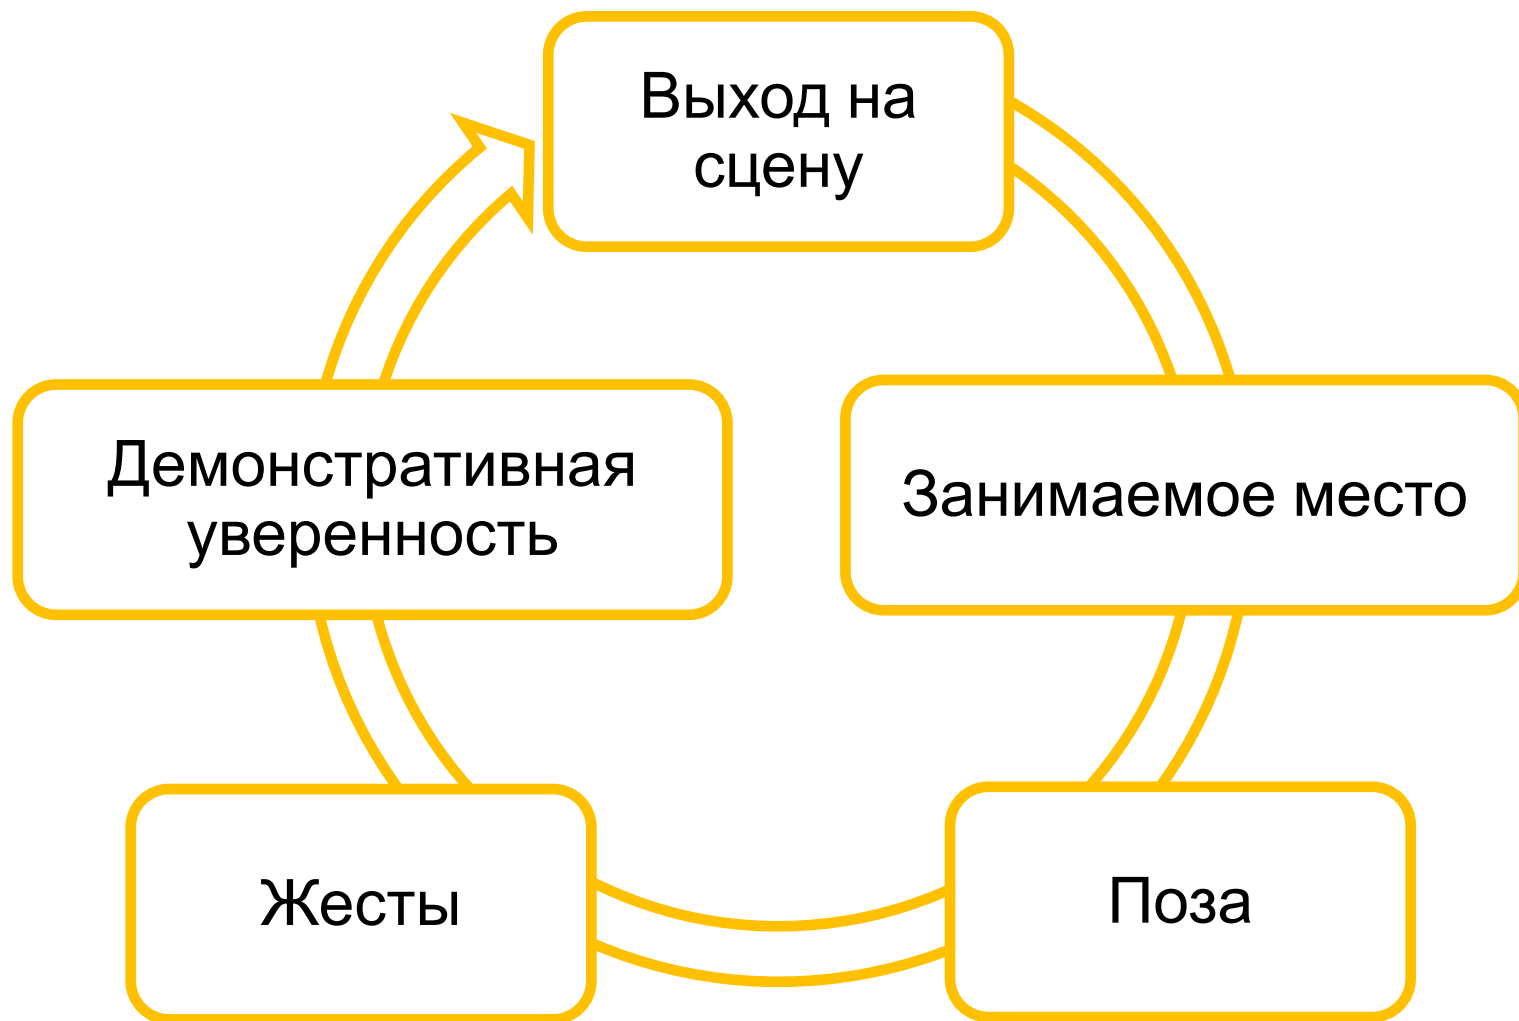 Выход на
сцену
Занимаемое место
Поза
Жесты
Демонстративная
уверенность